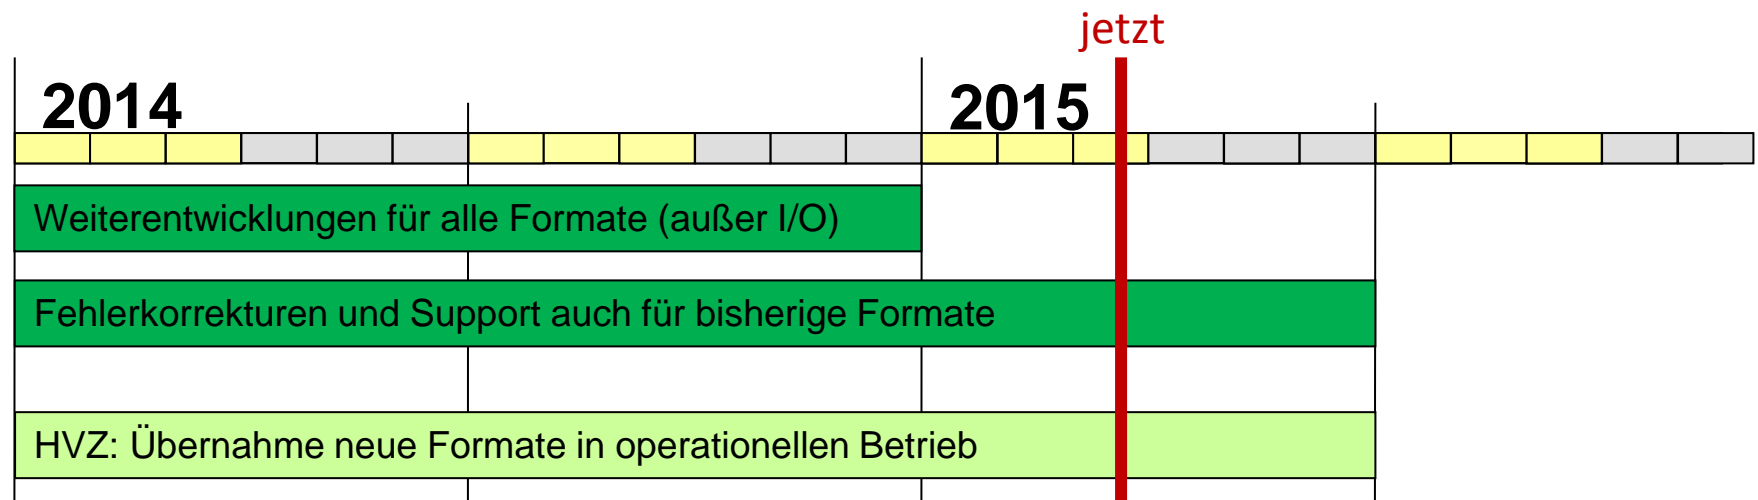 jetzt
2014
2015
Weiterentwicklungen für alle Formate (außer I/O)
Fehlerkorrekturen und Support auch für bisherige Formate
HVZ: Übernahme neue Formate in operationellen Betrieb